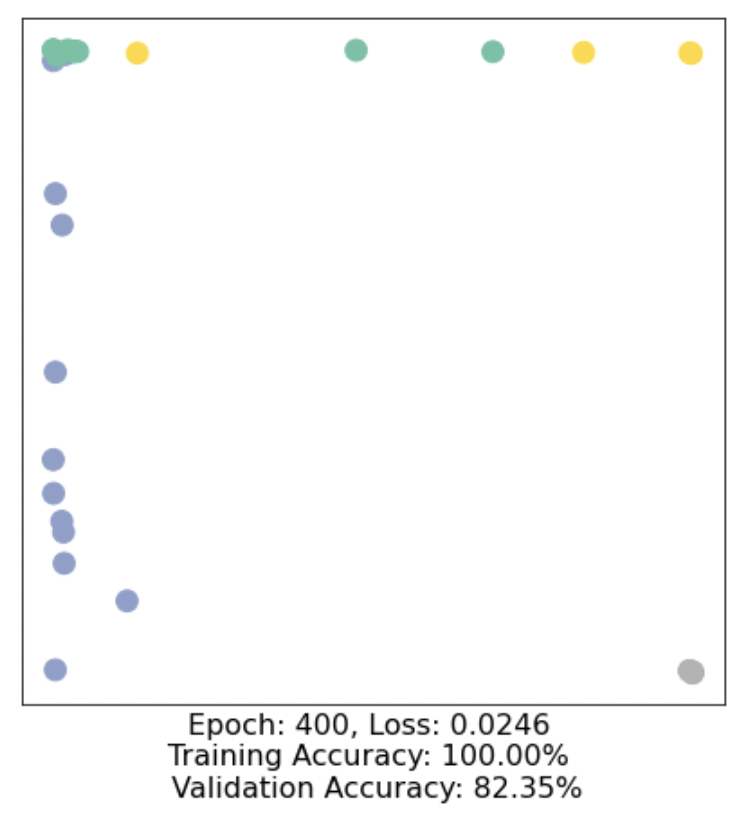 Epoch: 400, Loss: 0.0246
Training Accuracy: 100.00%
Validation Accuracy: 82.35%